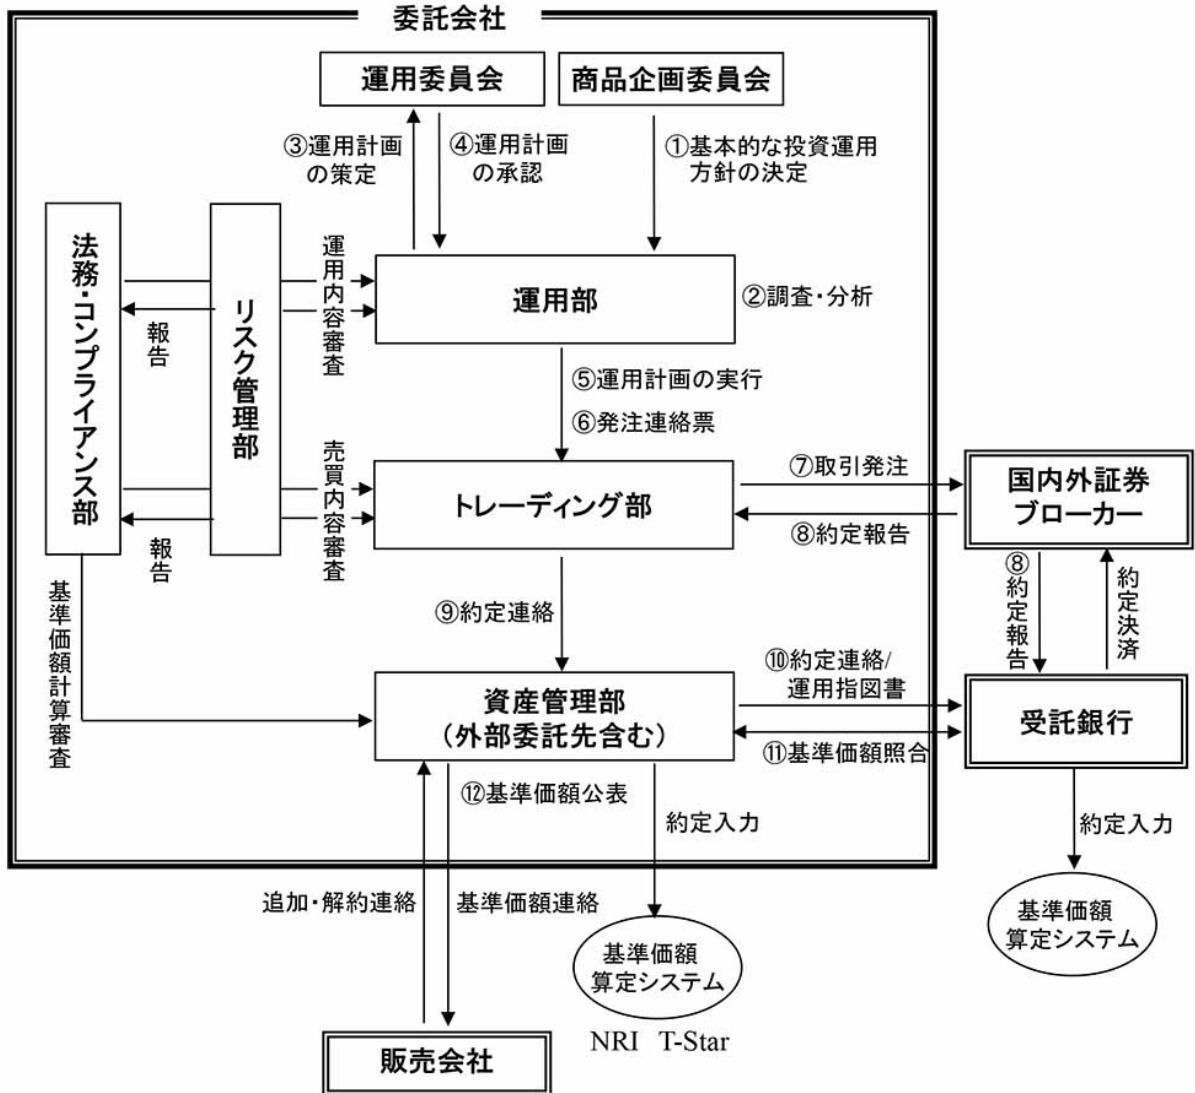 委託会社
運用委員会
商品企画委員会
③運用計画
の策定
④運用計画
の承認
①基本的な投資運用
方針の決定
法務・コンプライアンス部
リスク管理部
運用内容審査
報告
運用部
②調査・分析
⑤運用計画の実行
⑥発注連絡票
売買内容審査
報告
トレーディング部
⑦取引発注
⑧約定報告
国内外証券
ブローカー
⑧約定報告
約定決済
⑨約定連絡
基準価額計算審査
資産管理部
（外部委託先含む）
⑩約定連絡/
運用指図書
⑪基準価額照合
受託銀行
⑫基準価額公表
約定入力
約定入力
追加・解約連絡
基準価額連絡
基準価額
算定システム
基準価額
算定システム
NRI T-Star
販売会社